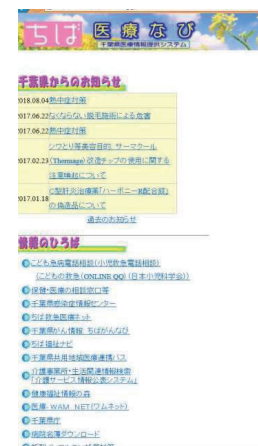 ちば医療なび
千葉県医療情報提供システム
千葉県からのお知らせ
2018.08.04 熱中症対策
2017.06.22 なくならない脱毛施術による危害
2017.06.22 熱中症対策
シワとり等美容目的、サーマクール
2017.02.23 (Thermage)改造チップの使用に関する
注意喚起について
C型肝炎治療薬「ハーボニー配合錠」
2017.01.18
の偽造品について
過去のお知らせ
情報のひろば
こども急病電話相談(小児救急電話相談)
(こどもの救急(ONLINE QQ)(日本小児科学会))
保健・医療の相談窓口等
千葉県感染症情報センター
ちば救急医療ネット
千葉県がん情報 ちばがんなび
ちば福祉ナビ
千葉県共用地域医療連携パス
介護事業所・生活関連情報検索
「介護サービス情報公表システム」
健康福祉情報の森
医療・WAM NET(ワムネット)
千葉県庁
病院名簿ダウンロード